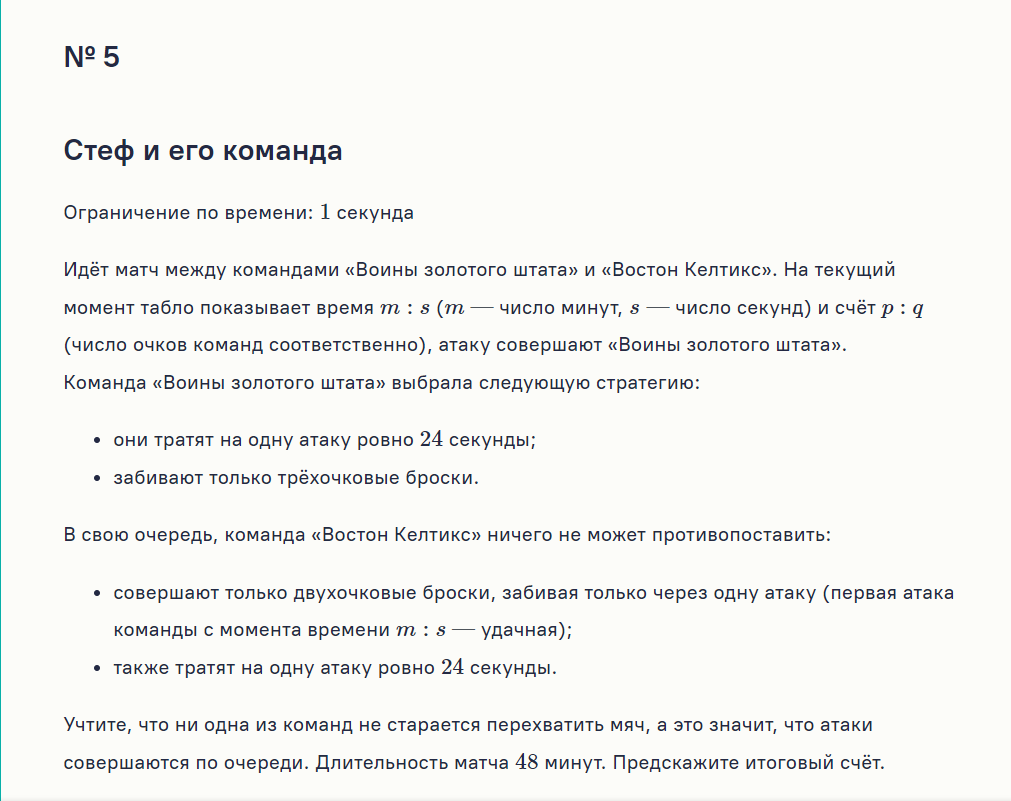 № 5
Стеф и его команда
Ограничение по времени: 1 секунда
Идёт матч между командами «Воины золотого штата» и «Востон Келтикс». На текущий
момент табло показывает время m : s (m — число минут, s — число секунд) и счёт p : q
(число очков команд соответственно), атаку совершают «Воины золотого штата».
Команда «Воины золотого штата» выбрала следующую стратегию:
• они тратят на одну атаку ровно 24 секунды;
• забивают только трёхочковые броски.
В свою очередь, команда «Востон Келтикс» ничего не может противопоставить:
• совершают только двухочковые броски, забивая только через одну атаку (первая атака
команды с момента времени m : s — удачная);
• также тратят на одну атаку ровно 24 секунды.
Учтите, что ни одна из команд не старается перехватить мяч, а это значит, что атаки
совершаются по очереди. Длительность матча 48 минут. Предскажите итоговый счёт.